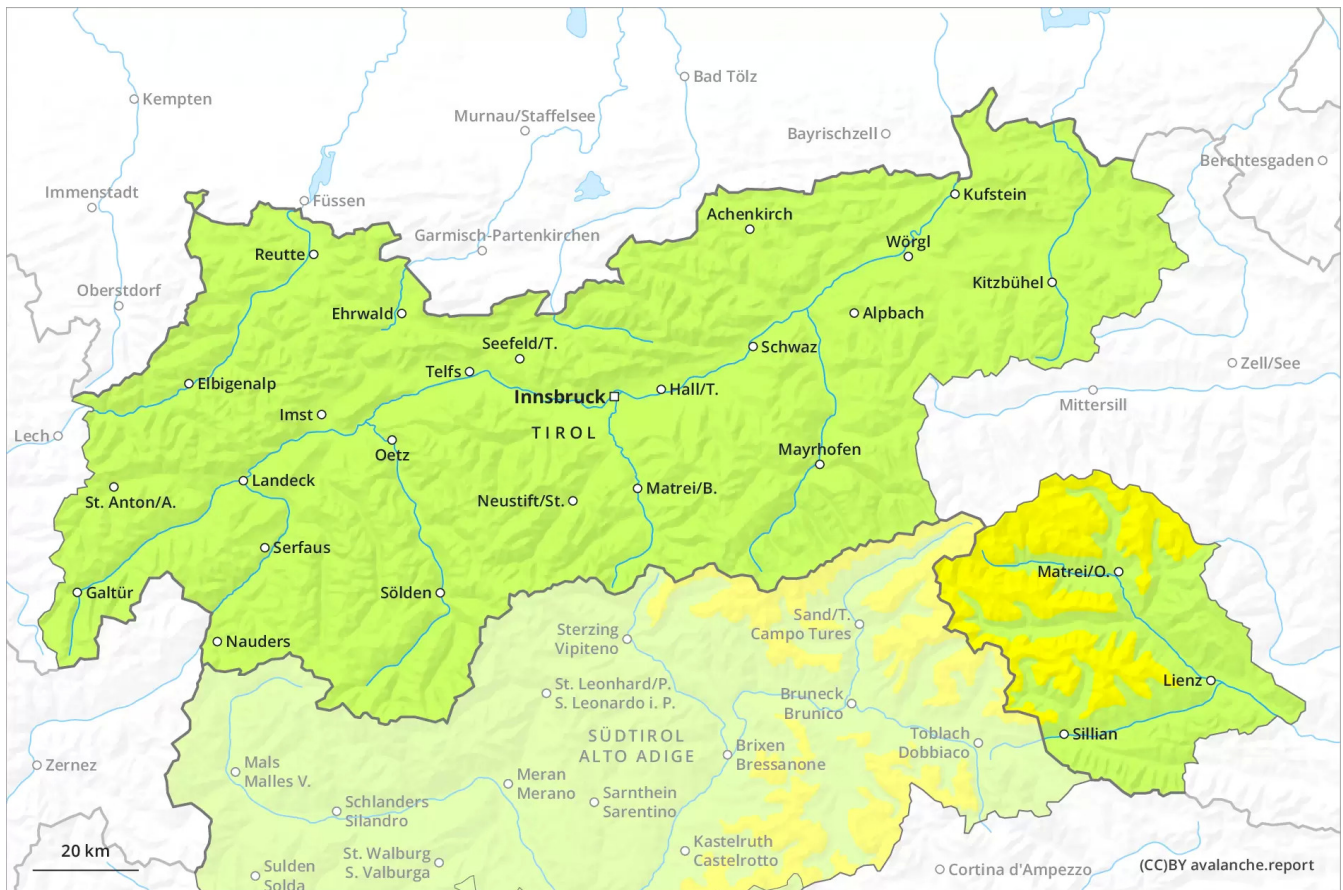 Bad Tölz
Kempten
Murnau/Staffelsee
Bayrischzell
Berchtesgaden
Immenstadt
Füssen
Kufstein
Achenkirch
Garmisch-Partenkirchen
Wörgl
Reutte
Oberstdorf
Kitzbühel
Ehrwald
Alpbach
Seefeld/T.
Schwaz
Zell/See
Telfs
Elbigenalp
Hall/T.
Innsbruck
Mittersill
Imst
TIROL
Lech
Oetz
Mayrhofen
Landeck
Matrei/B.
St. Anton/A.
Neustift/St.
Serfaus
Matrei/O.
Galtür
Sölden
Sand/T.
Campo Tures
Sterzing
Vipiteno
Nauders
Lienz
St. Leonhard/P.
S. Leonardo i. P.
Bruneck
Brunico
Sillian
SÜDTIROL
ALTO ADIGE
Toblach
Dobbiaco
Brixen
Bressanone
Zernez
Mals
Malles V.
Meran
Merano
Sarnthein
Sarentino
Schlanders
Silandro
Kastelruth
Castelrotto
20 km
St. Walburg
S. Valburga
Sulden
Solda
Cortina d'Ampezzo
(CC)BY avalanche.report